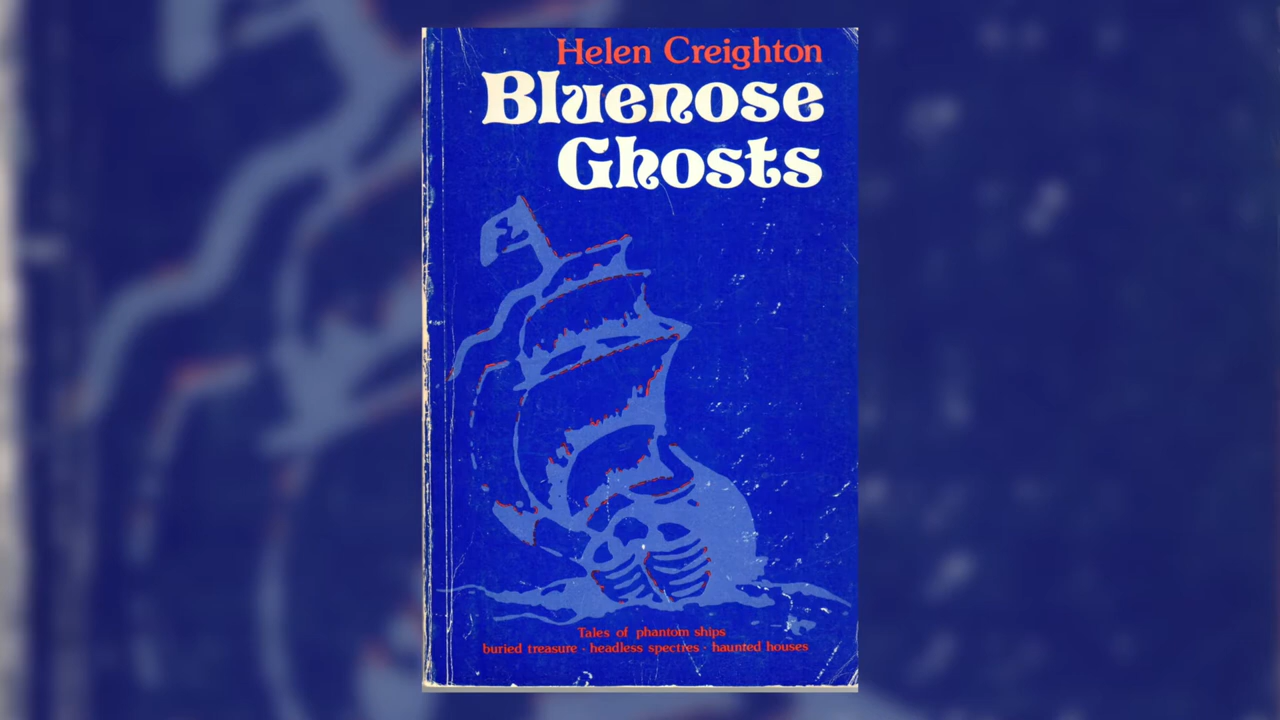 Helen Creighton
Bluenose
Ghosts
Tales of phantom ships
buried treasure · headless spectres · haunted houses